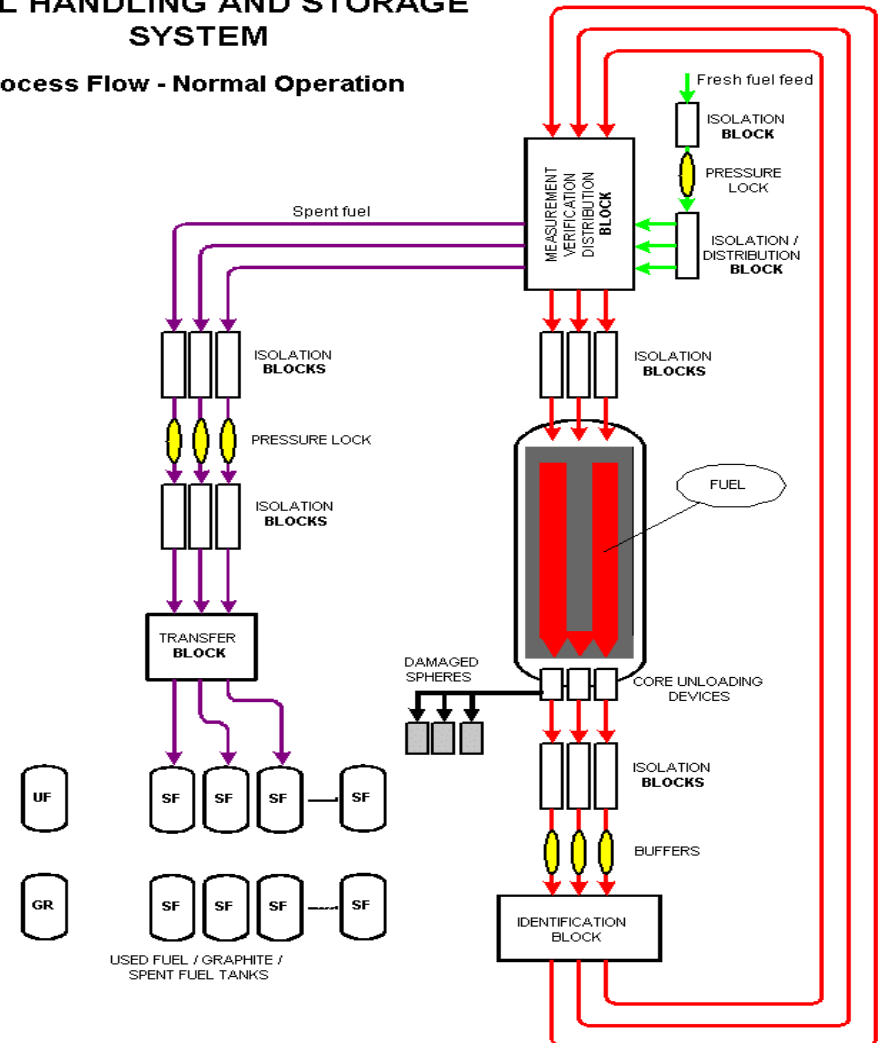 L HANDLING AND STORAGE
SYSTEM
ocess Flow - Normal Operation
Fresh fuel feed
ISOLATION
BLOCK
PRESSURE
LOCK
MEASUREMENT
VERIFICATION
DISTRIBUTION
BLOCK
ISOLATION /
DISTRIBUTION
BLOCK
Spent fuel
ISOLATION
BLOCKS
ISOLATION
BLOCKS
PRESSURE LOCK
FUEL
ISOLATION
BLOCKS
TRANSFER
BLOCK
DAMAGED
SPHERES
CORE UNLOADING
DEVICES
ISOLATION
BLOCKS
UF
SF
SF
SF
SF
BUFFERS
GR
SF
SF
SF
SF
IDENTIFICATION
BLOCK
USED FUEL / GRAPHITE /
SPENT FUEL TANKS